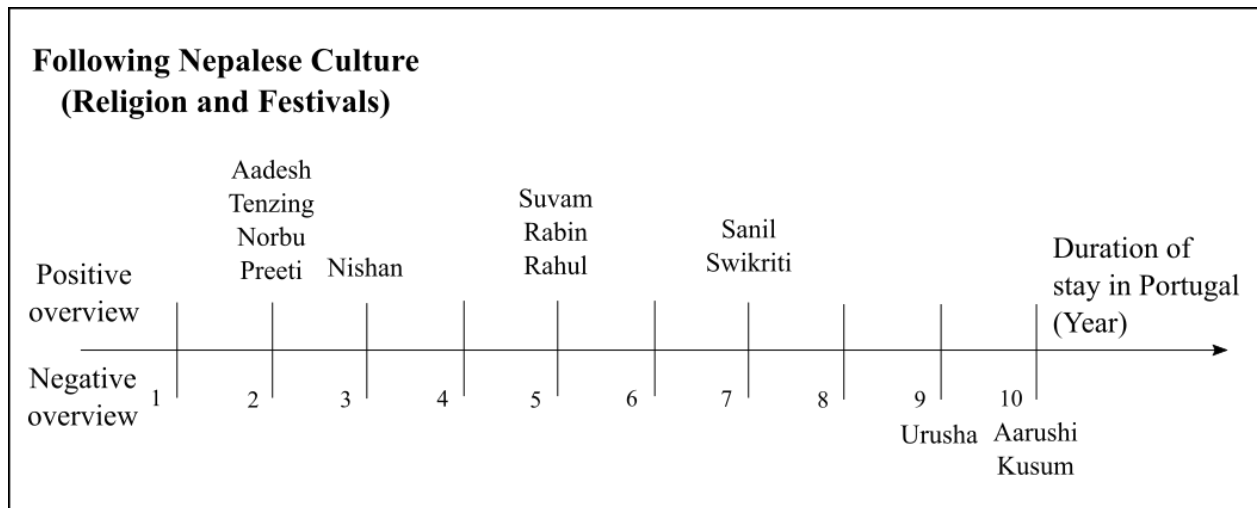 Following Nepalese Culture
(Religion and Festivals)
Aadesh
Tenzing
Norbu
Preeti
Nishan
Suvam
Rabin
Rahul
Sanil
Swikriti
Duration of
stay in Portugal
(Year)
Positive
overview
Negative
overview
1 2 3 4 5 6 7 8 9 10
Urusha
Aarushi
Kusum